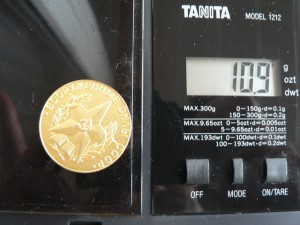 TANITA MODEL 1212
10.9 g
ozt
dwt
MAX.300g 0-150g·d=0.1g
150-300g·d=0.2g
MAX.9.65ozt 0-5ozt·d=0.005ozt
5-9.65ozt·d=0.01ozt
MAX.193dwt 0-100dwt·d=0.1dwt
100-193dwt·d=0.2dwt
OFF MODE ON/TARE